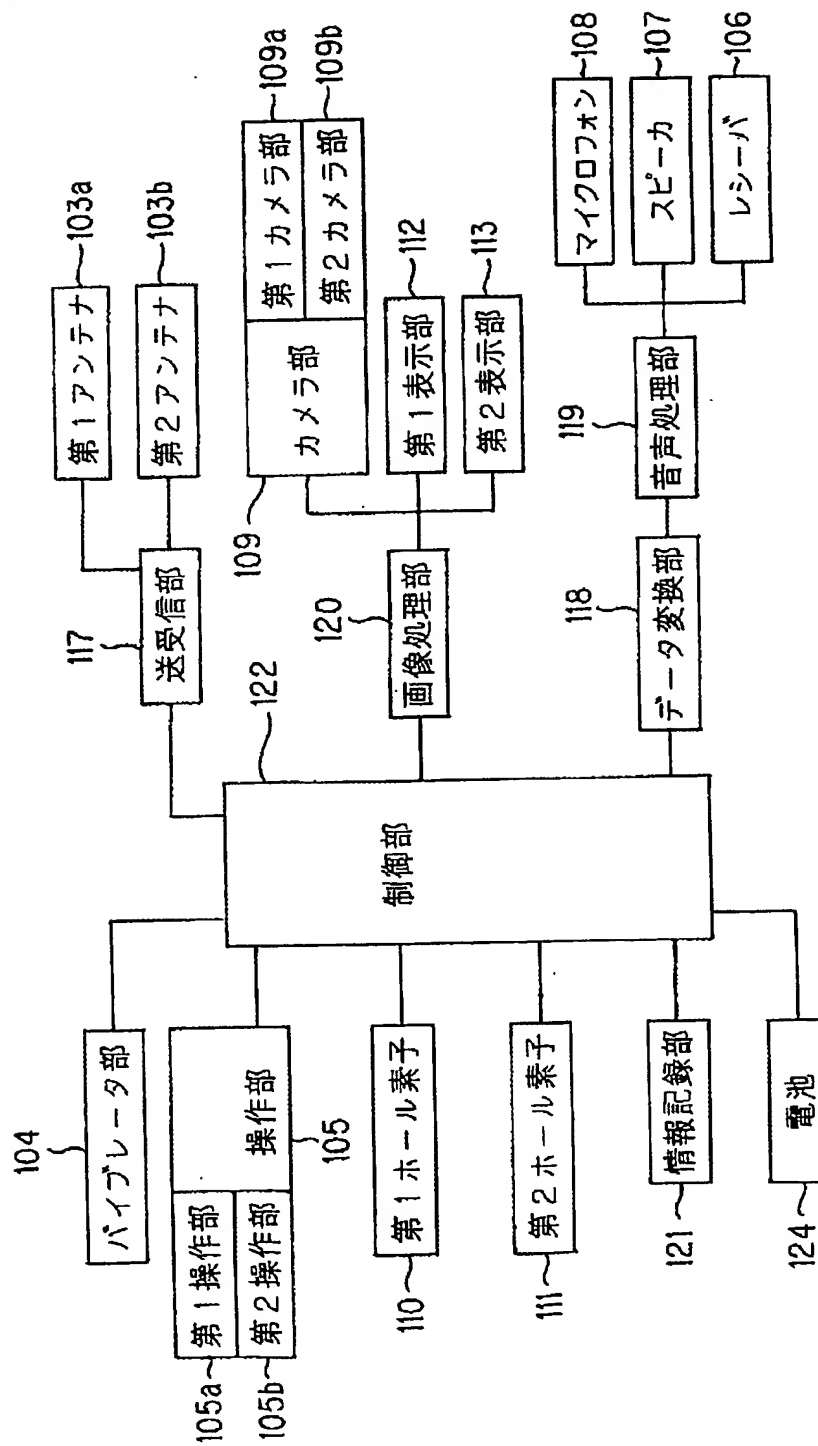 104
バイブレータ部
105a
第1操作部
105b
第2操作部
操作部
105
110
第1ホール素子
111
第2ホール素子
121
情報記録部
124
電池
制御部
122
117
送受信部
第1アンテナ
103a
第2アンテナ
103b
120
画像処理部
109
カメラ部
第1カメラ部
109a
第2カメラ部
109b
第1表示部
112
第2表示部
113
118
データ変換部
119
音声処理部
マイクロフォン
108
スピーカ
107
レシーバ
106